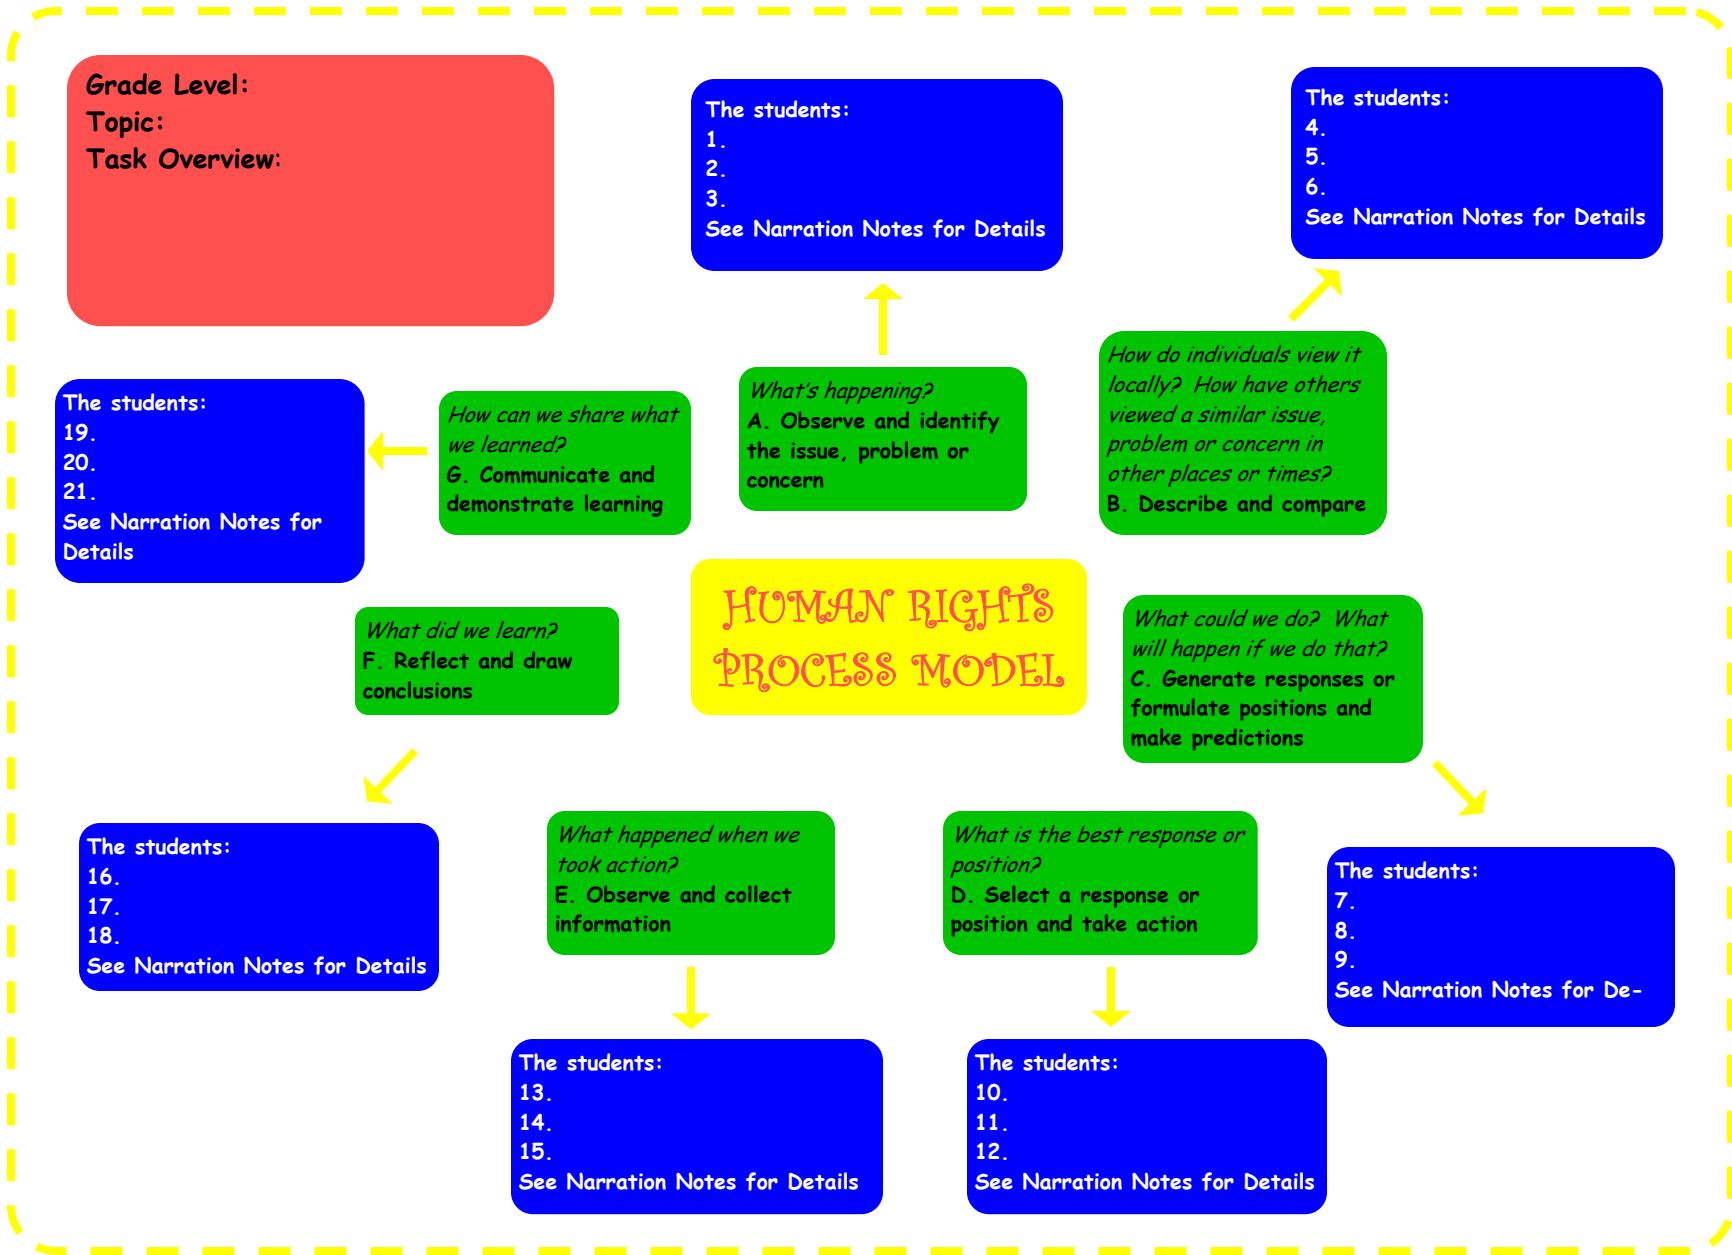 Grade Level:
Topic:
Task Overview:
The students:
1.
2.
3.
See Narration Notes for Details
The students:
4.
5.
6.
See Narration Notes for Details
What's happening?
A. Observe and identify
the issue, problem or
concern
How do individuals view it
locally?  How have others
viewed a similar issue,
problem or concern in
other places or times?
B. Describe and compare
The students:
19.
20.
21.
See Narration Notes for
Details
How can we share what
we learned?
G. Communicate and
demonstrate learning
HUMAN RIGHTS
PROCESS MODEL
What could we do?  What
will happen if we do that?
C. Generate responses or
formulate positions and
make predictions
What did we learn?
F. Reflect and draw
conclusions
The students:
16.
17.
18.
See Narration Notes for Details
What happened when we
took action?
E. Observe and collect
information
What is the best response or
position?
D. Select a response or
position and take action
The students:
7.
8.
9.
See Narration Notes for De-
The students:
13.
14.
15.
See Narration Notes for Details
The students:
10.
11.
12.
See Narration Notes for Details